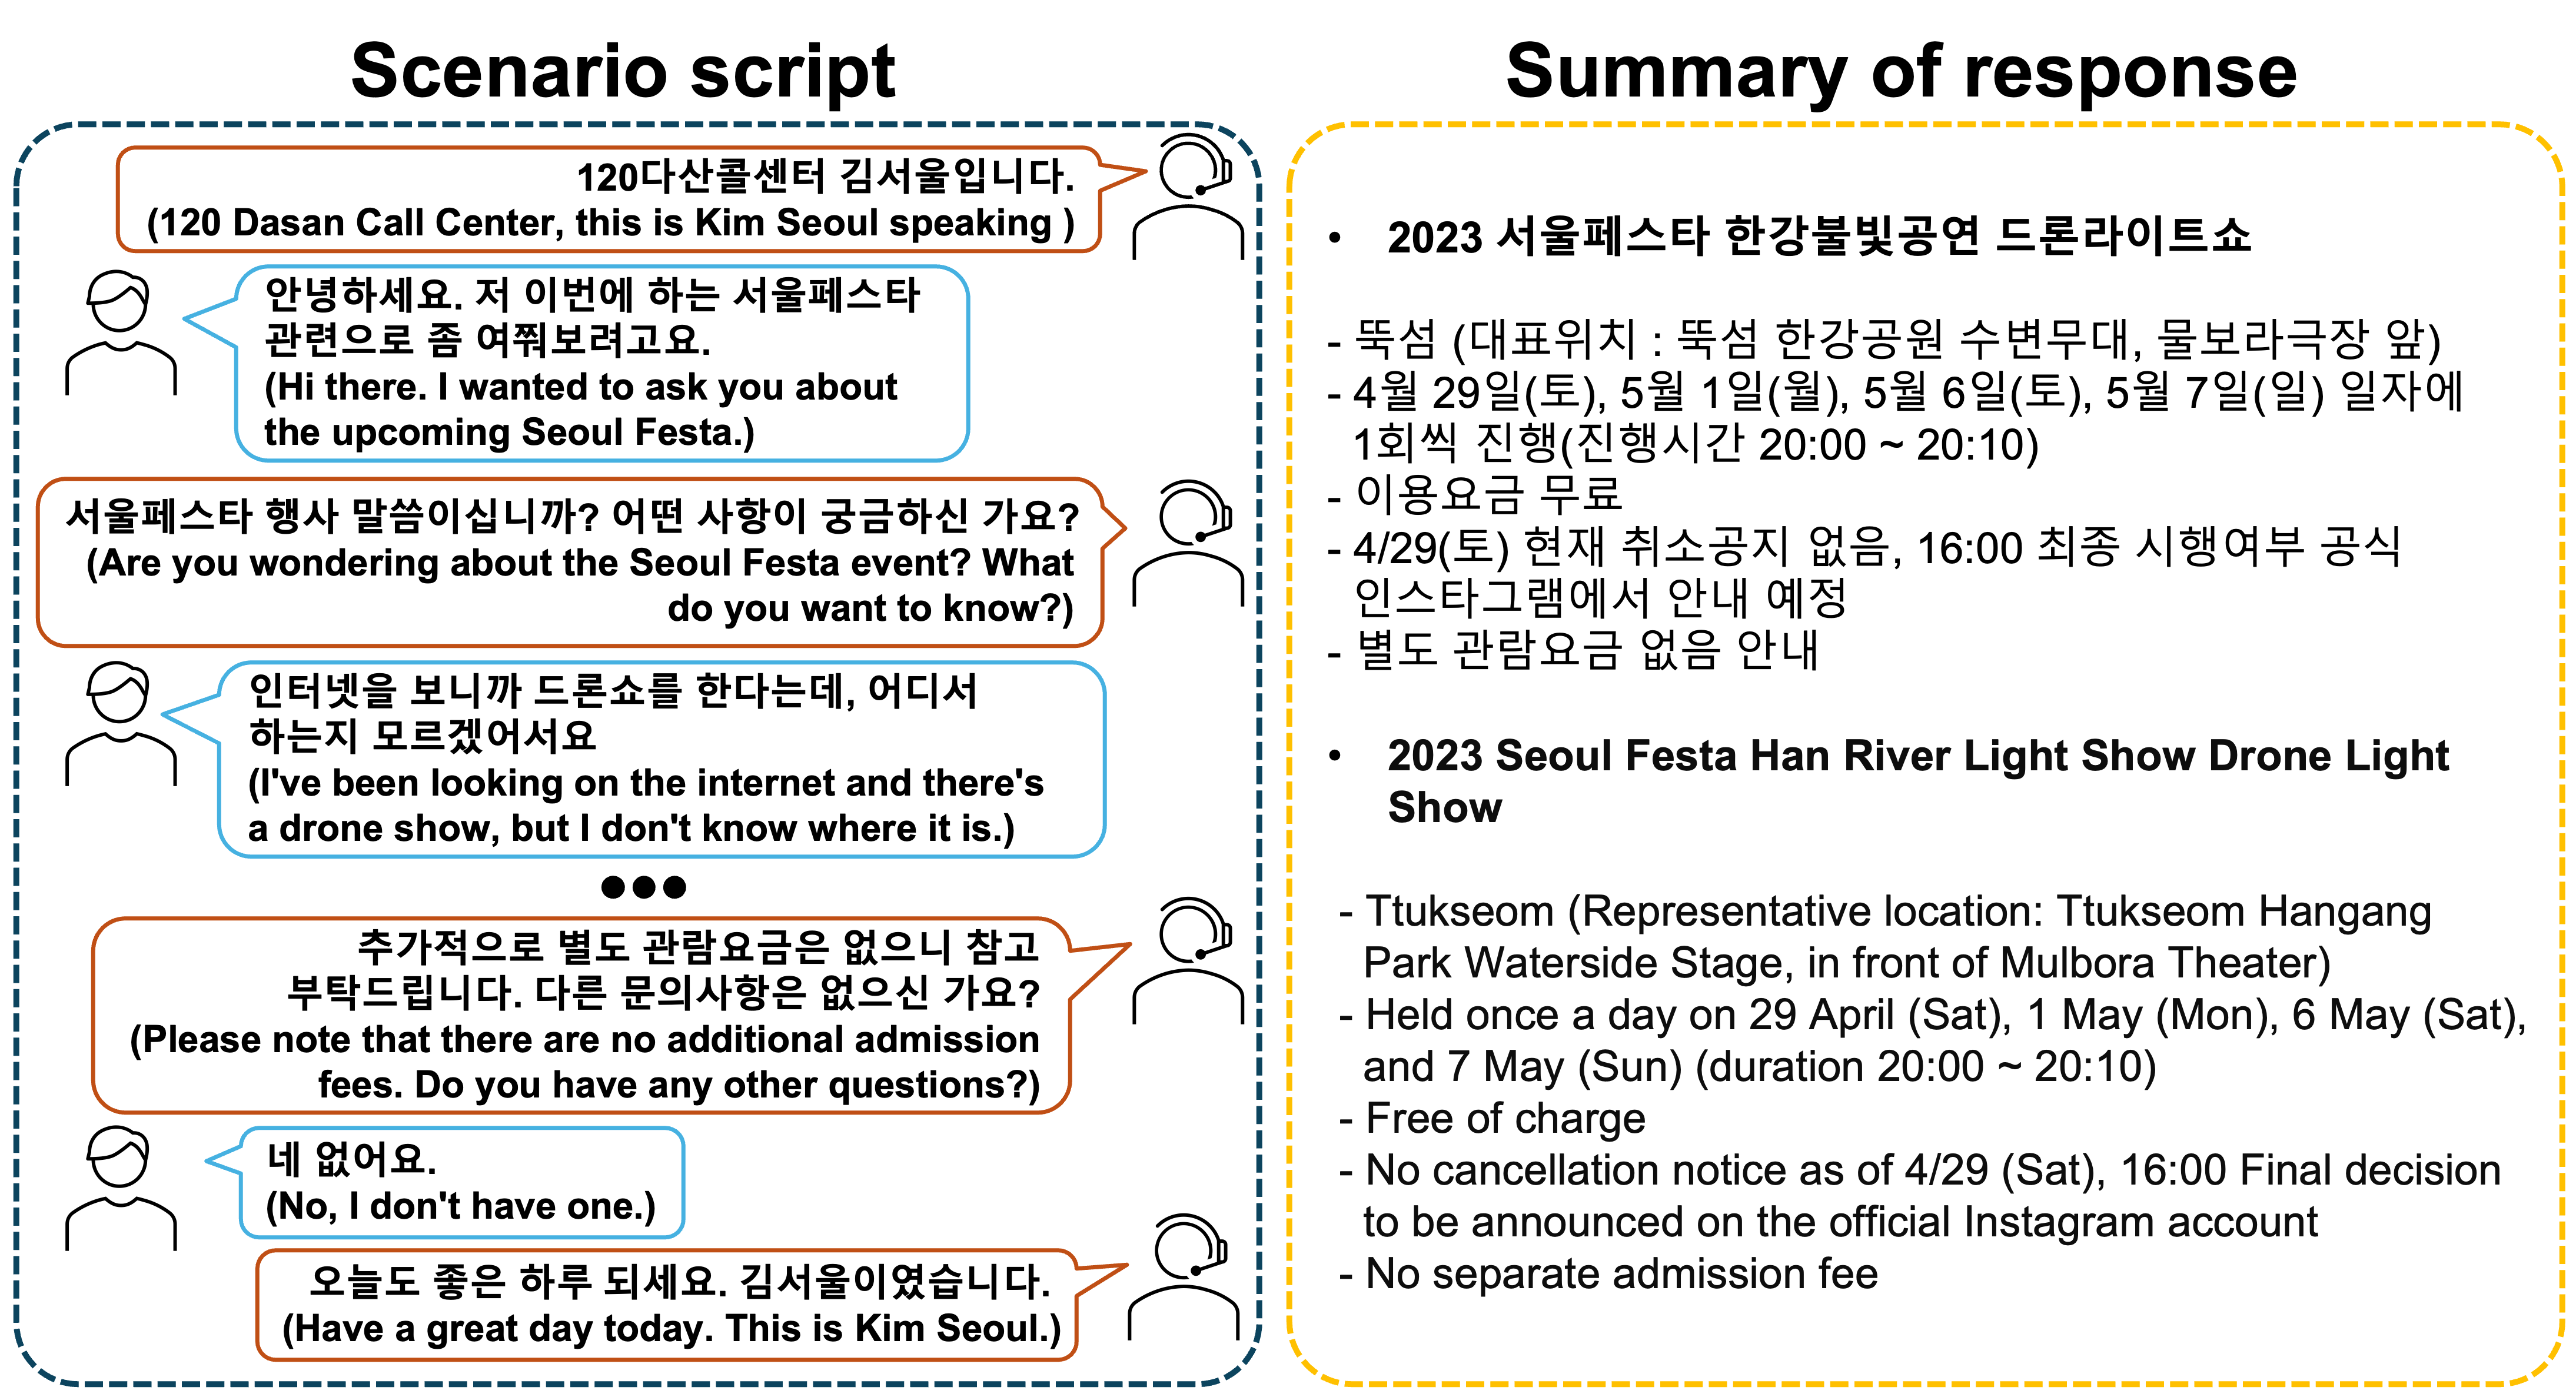 Scenario script
120다산콜센터 김서울입니다.
(120 Dasan Call Center, this is Kim Seoul speaking )
안녕하세요. 저 이번에 하는 서울페스타
관련으로 좀 여쭤보려고요.
(Hi there. I wanted to ask you about
the upcoming Seoul Festa.)
서울페스타 행사 말씀이십니까? 어떤 사항이 궁금하신 가요?
(Are you wondering about the Seoul Festa event? What
do you want to know?)
인터넷을 보니까 드론쇼를 한다는데, 어디서
하는지 모르겠어서요
(I've been looking on the internet and there's
a drone show, but I don't know where it is.)
추가적으로 별도 관람요금은 없으니 참고
부탁드립니다. 다른 문의사항은 없으신 가요?
(Please note that there are no additional admission
fees. Do you have any other questions?)
네 없어요.
(No, I don't have one.)
오늘도 좋은 하루 되세요. 김서울이였습니다.
(Have a great day today. This is Kim Seoul.)
Summary of response
• 2023 서울페스타 한강불빛공연 드론라이트쇼
- 뚝섬 (대표위치 : 뚝섬 한강공원 수변무대, 물보라극장 앞)
- 4월 29일(토), 5월 1일(월), 5월 6일(토), 5월 7일(일) 일자에
1회씩 진행(진행시간 20:00 ~ 20:10)
- 이용요금 무료
- 4/29(토) 현재 취소공지 없음, 16:00 최종 시행여부 공식
인스타그램에서 안내 예정
- 별도 관람요금 없음 안내
• 2023 Seoul Festa Han River Light Show Drone Light
Show
- Ttukseom (Representative location: Ttukseom Hangang
Park Waterside Stage, in front of Mulbora Theater)
- Held once a day on 29 April (Sat), 1 May (Mon), 6 May (Sat),
and 7 May (Sun) (duration 20:00 ~ 20:10)
- Free of charge
- No cancellation notice as of 4/29 (Sat), 16:00 Final decision
to be announced on the official Instagram account
- No separate admission fee